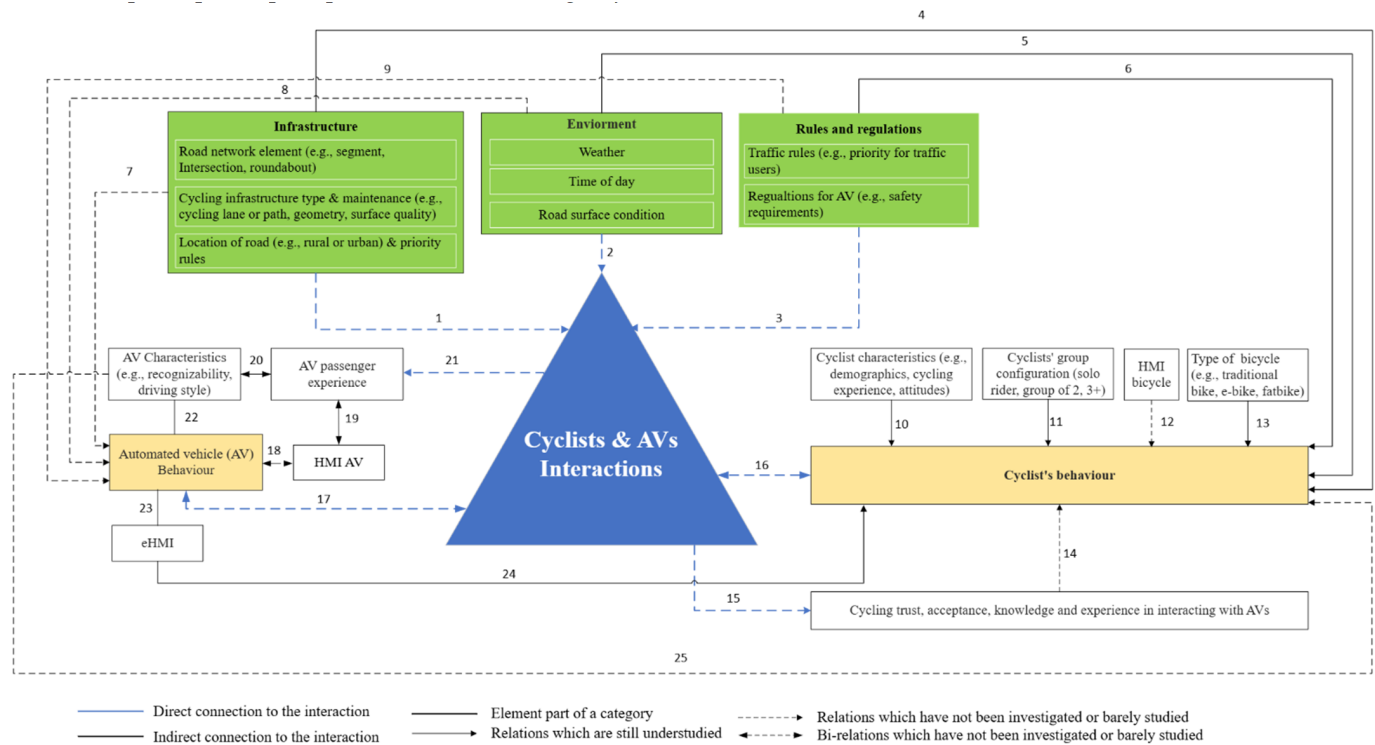 4
5
9
6
8
Infrastructure
Road network element (e.g., segment,
Intersection, roundabout)
Cycling infrastructure type & maintenance (e.g.,
cycling lane or path, geometry, surface quality)
Location of road (e.g., rural or urban) & priority
rules
Enviorment
Weather
Time of day
Road surface condition
Rules and regulations
Traffic rules (e.g., priority for traffic
users)
Regualtions for AV (e.g., safety
requirements)
7
2
1
3
AV Characteristics
(e.g., recognizability,
driving style)
20
AV passenger
experience
21
Cyclist characteristics (e.g.,
demographics, cycling
experience, attitudes)
Cyclists' group
configuration (solo
rider, group of 2, 3+)
HMI
bicycle
Type of bicycle
(e.g., traditional
bike, e-bike, fatbike)
22
19
10
11
12
13
Automated vehicle (AV)
Behaviour
18
HMI AV
Cyclists & AVs
Interactions
16
Cyclist's behaviour
17
23
eHMI
14
24
15
Cycling trust, acceptance, knowledge and experience in interacting with AVs
25
Direct connection to the interaction
Indirect connection to the interaction
Element part of a category
Relations which are still understudied
Relations which have not been investigated or barely studied
Bi-relations which have not been investigated or barely studied